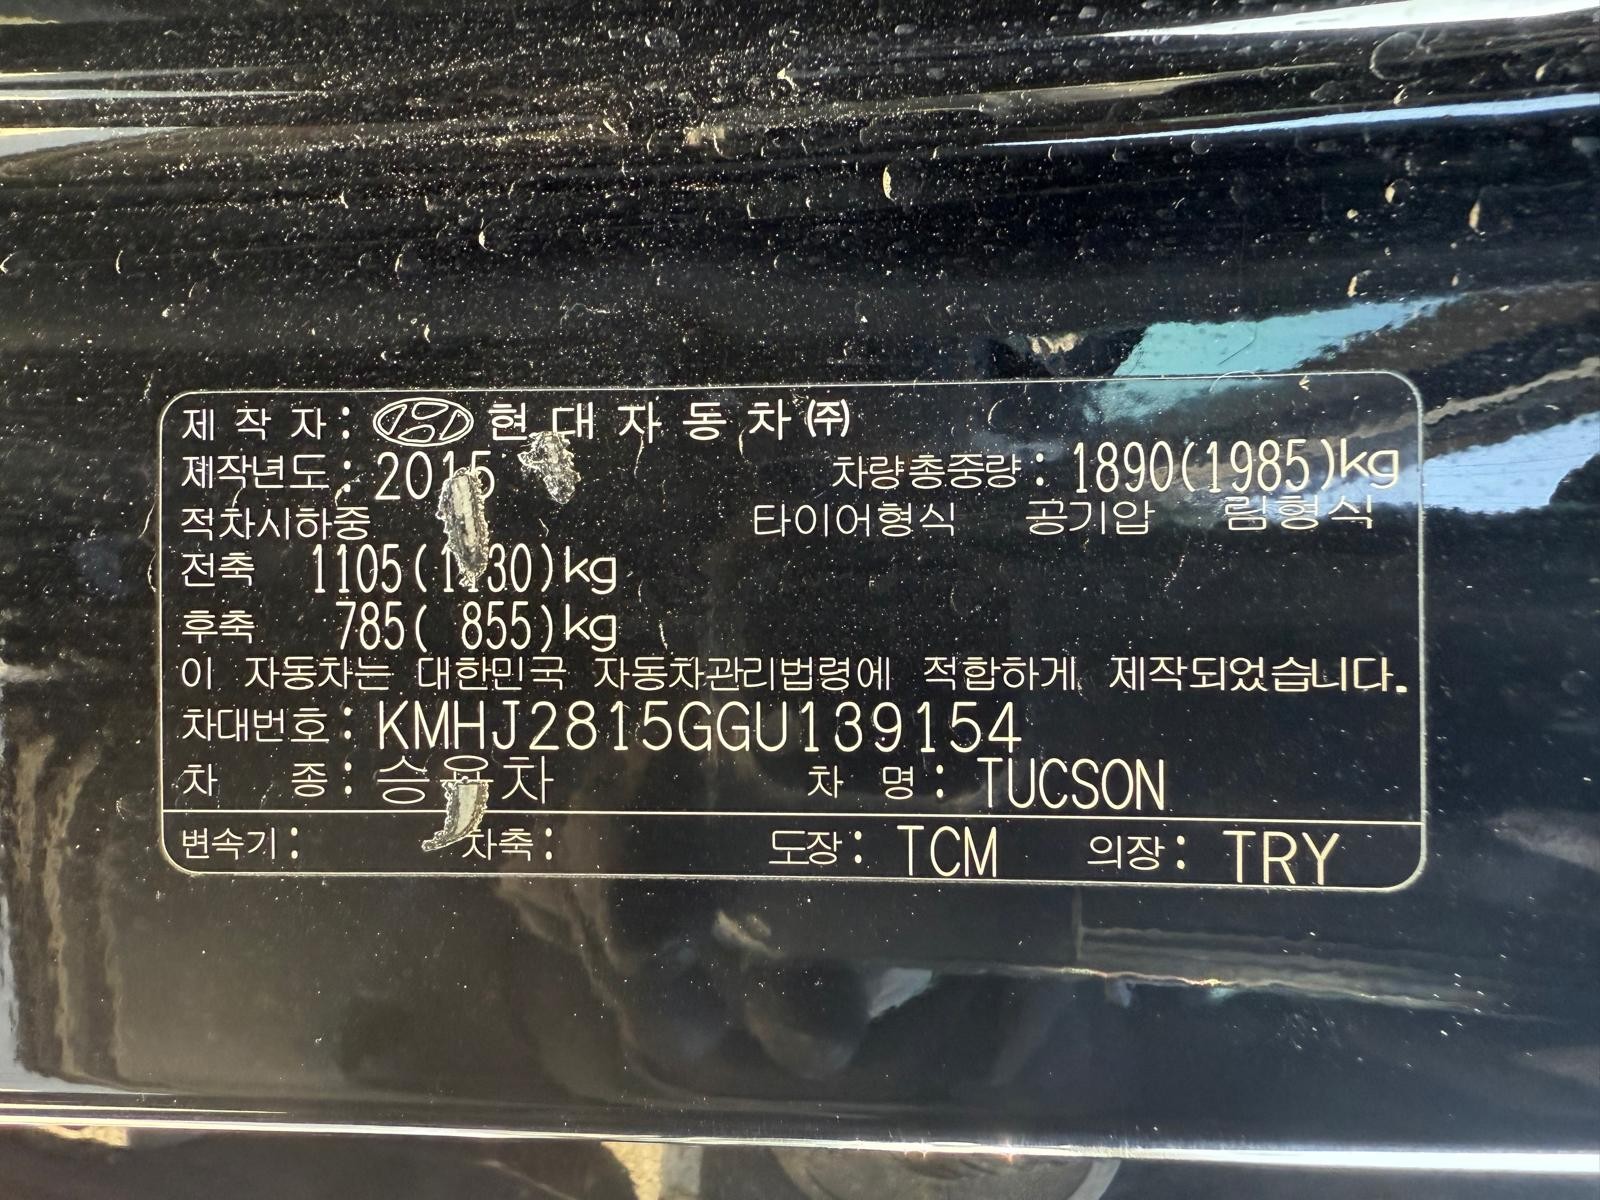 제 작 자 : 현 대 자 동 차 ㈜
제작년도 : 2015 차량총중량 : 1890(1985)kg
적차시하중 타이어형식 공기압 림형식
전축 1105(1130)kg
후축 785( 855)kg
이 자동차는 대한민국 자동차관리법령에 적합하게 제작되었습니다.
차대번호 : KMHJ2815GGU139154
차 종 : 승용차 차 명 : TUCSON
변속기 : 차축 : 도장 : TCM 의장 : TRY